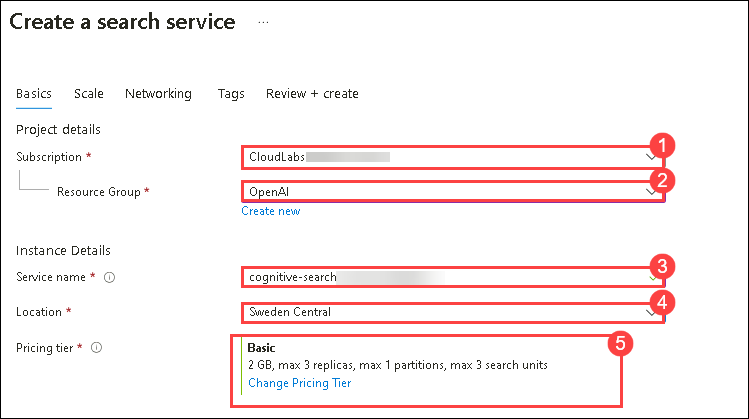 Create a search service ...
Basics Scale Networking Tags Review + create
Project details
Subscription * CloudLabs 1
Resource Group * OpenAI 2
Create new
Instance Details
Service name * cognitive-search 3
Location * Sweden Central 4
Pricing tier * Basic 5
2 GB, max 3 replicas, max 1 partitions, max 3 search units
Change Pricing Tier